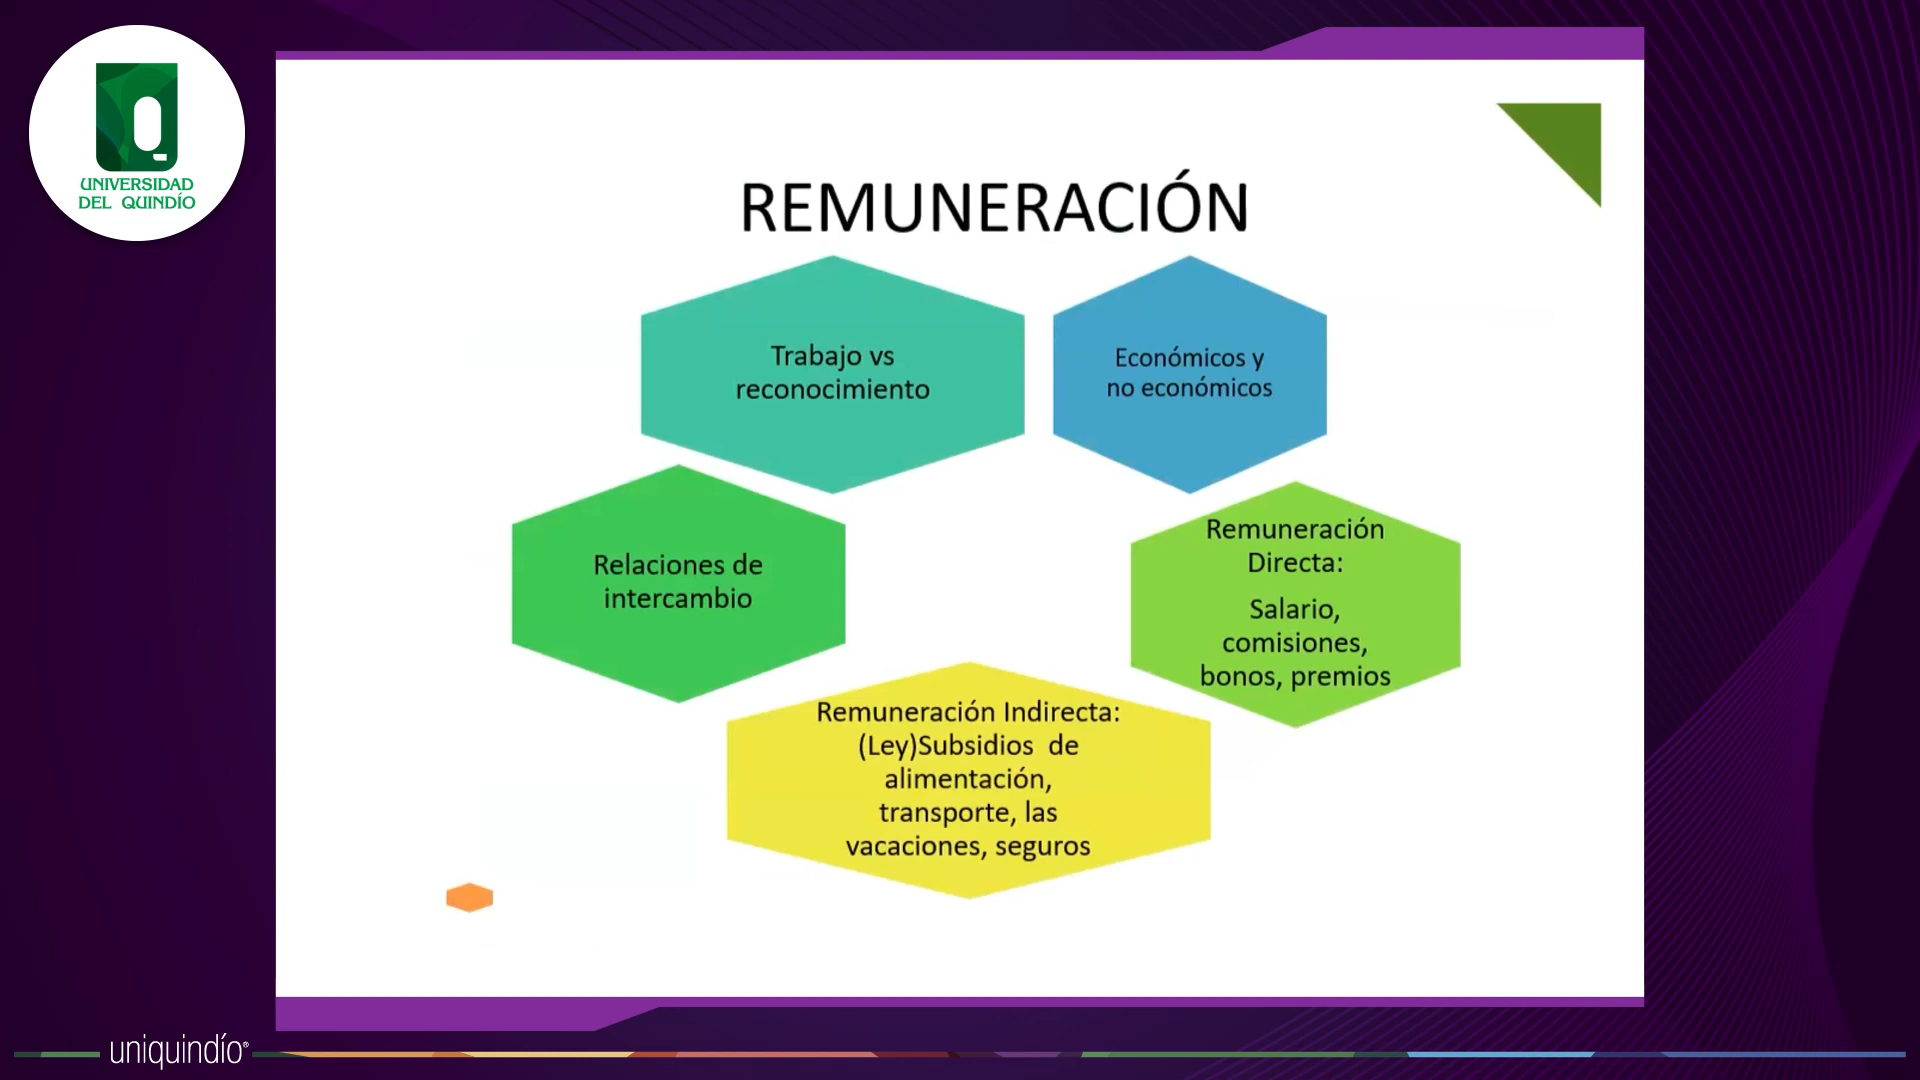 UNIVERSIDAD
DEL QUINDÍO
REMUNERACIÓN
Trabajo vs
reconocimiento
Económicos y
no económicos
Relaciones de
intercambio
Remuneración
Directa:
Salario,
comisiones,
bonos, premios
Remuneración Indirecta:
(Ley)Subsidios de
alimentación,
transporte, las
vacaciones, seguros
uniquindío®